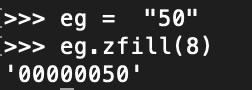 >>> eg =  "50"
>>> eg.zfill(8)
'00000050'